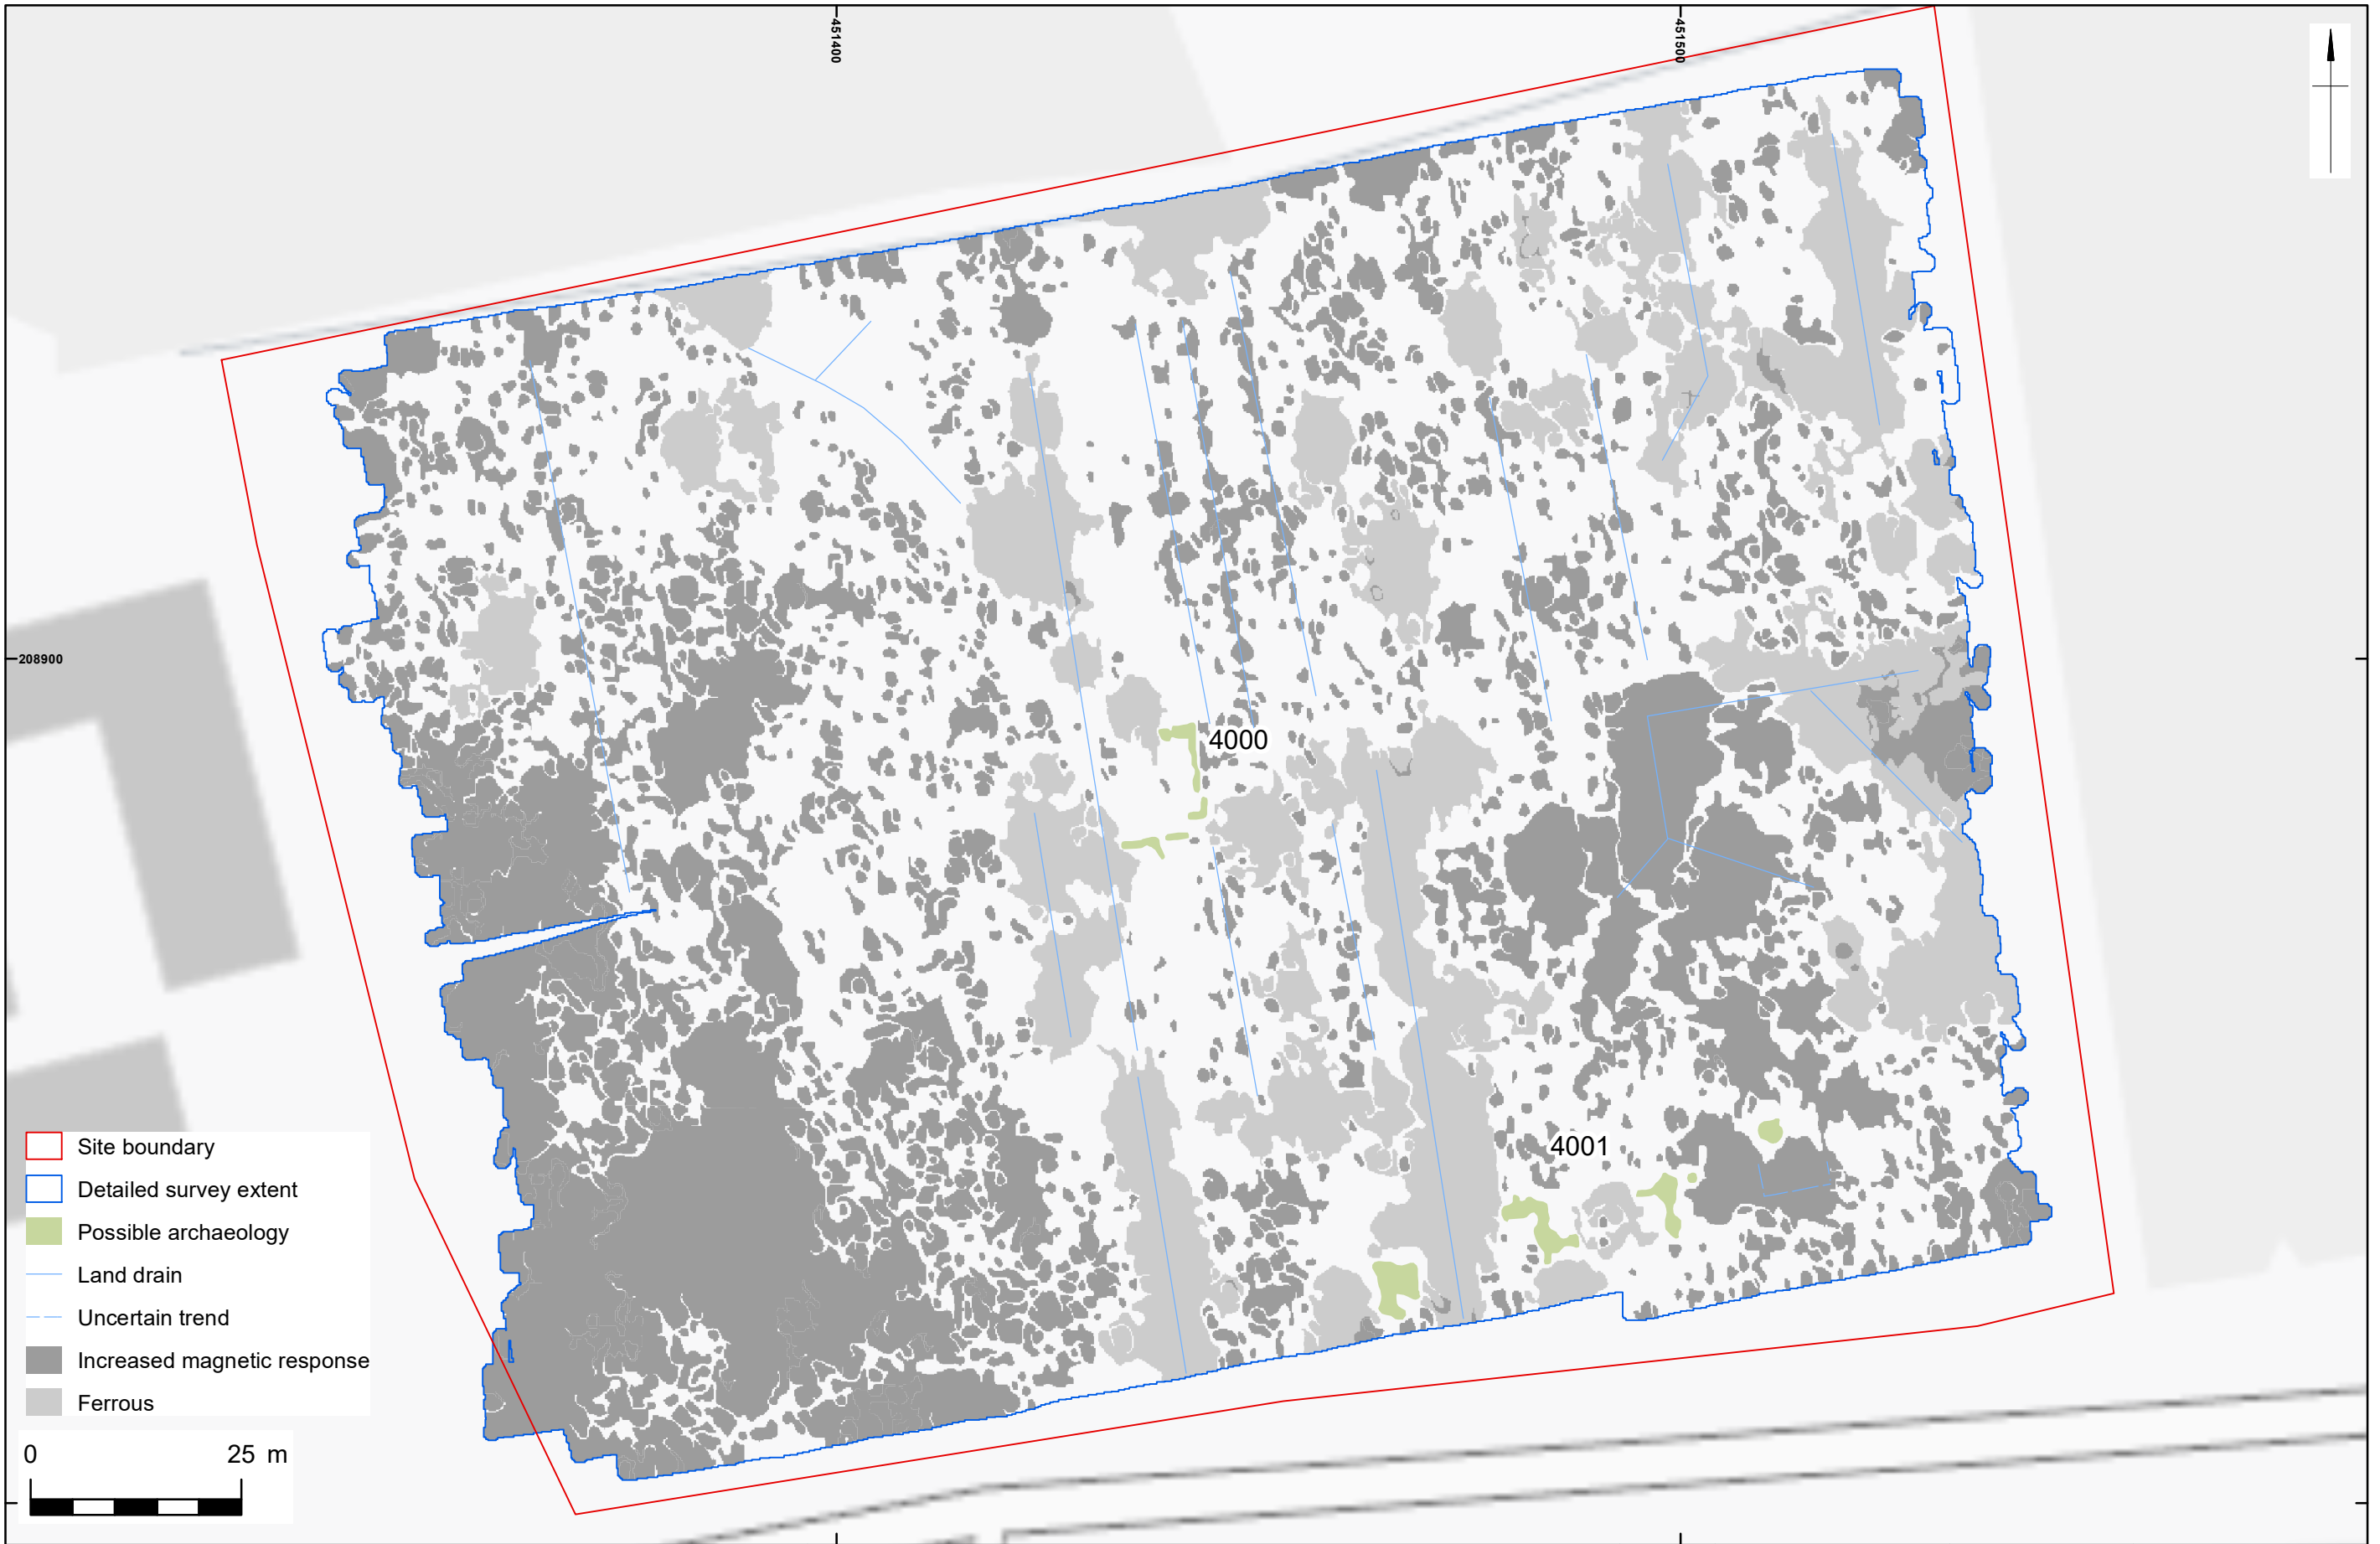 451400
451500
208900
4000
4001
Site boundary
Detailed survey extent
Possible archaeology
Land drain
Uncertain trend
Increased magnetic response
Ferrous
0 25 m